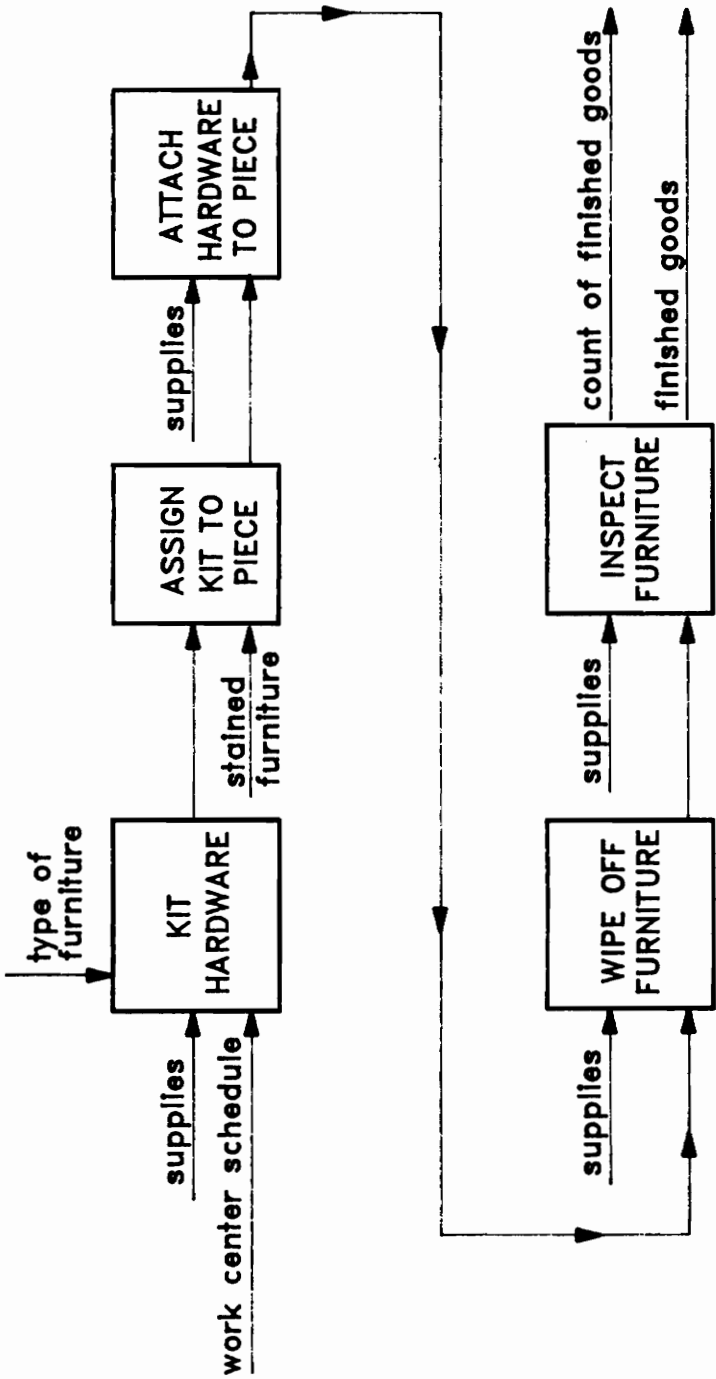 type of
furniture
supplies
work center schedule
KIT
HARDWARE
stained
furniture
ASSIGN
KIT TO
PIECE
supplies
ATTACH
HARDWARE
TO PIECE
supplies
WIPE OFF
FURNITURE
supplies
INSPECT
FURNITURE
count of finished goods
finished goods